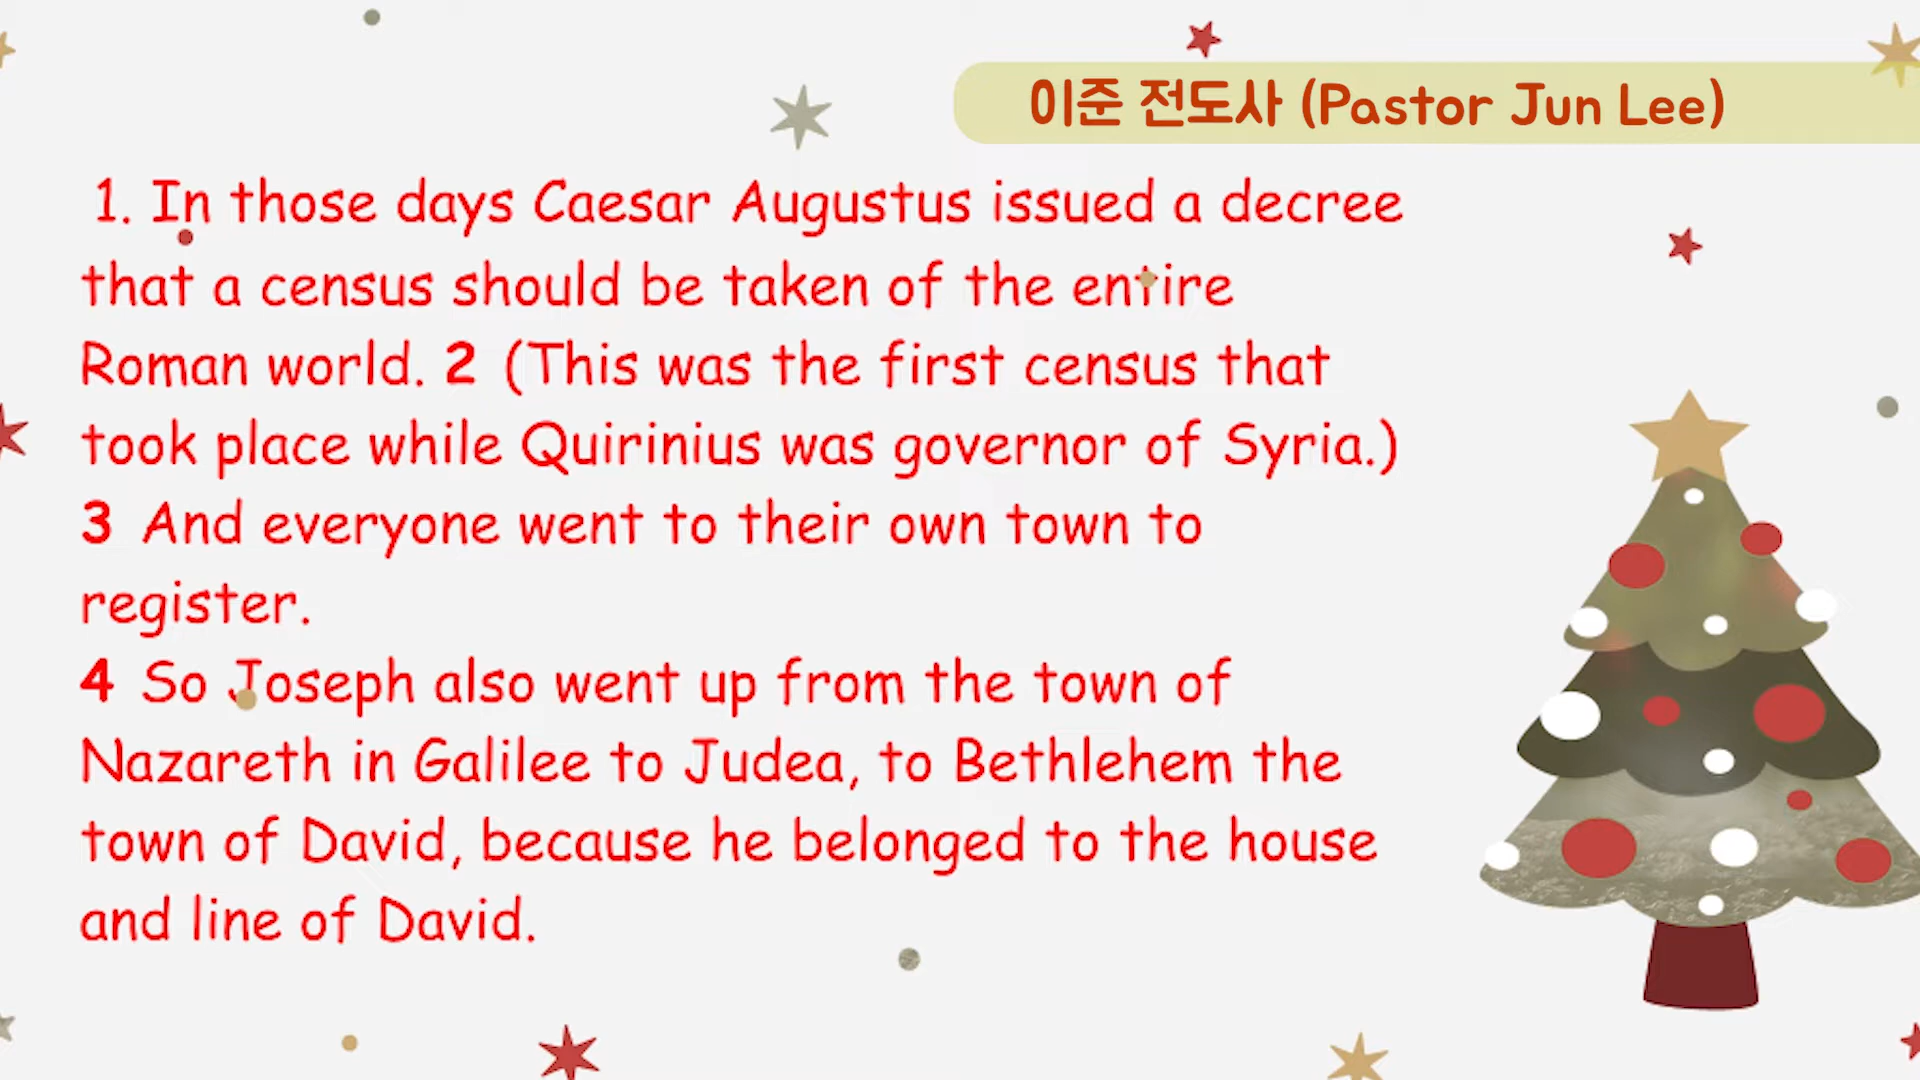 이준 전도사 (Pastor Jun Lee)
1. In those days Caesar Augustus issued a decree
that a census should be taken of the entire
Roman world. 2 (This was the first census that
took place while Quirinius was governor of Syria.)
3 And everyone went to their own town to
register.
4 So Joseph also went up from the town of
Nazareth in Galilee to Judea, to Bethlehem the
town of David, because he belonged to the house
and line of David.